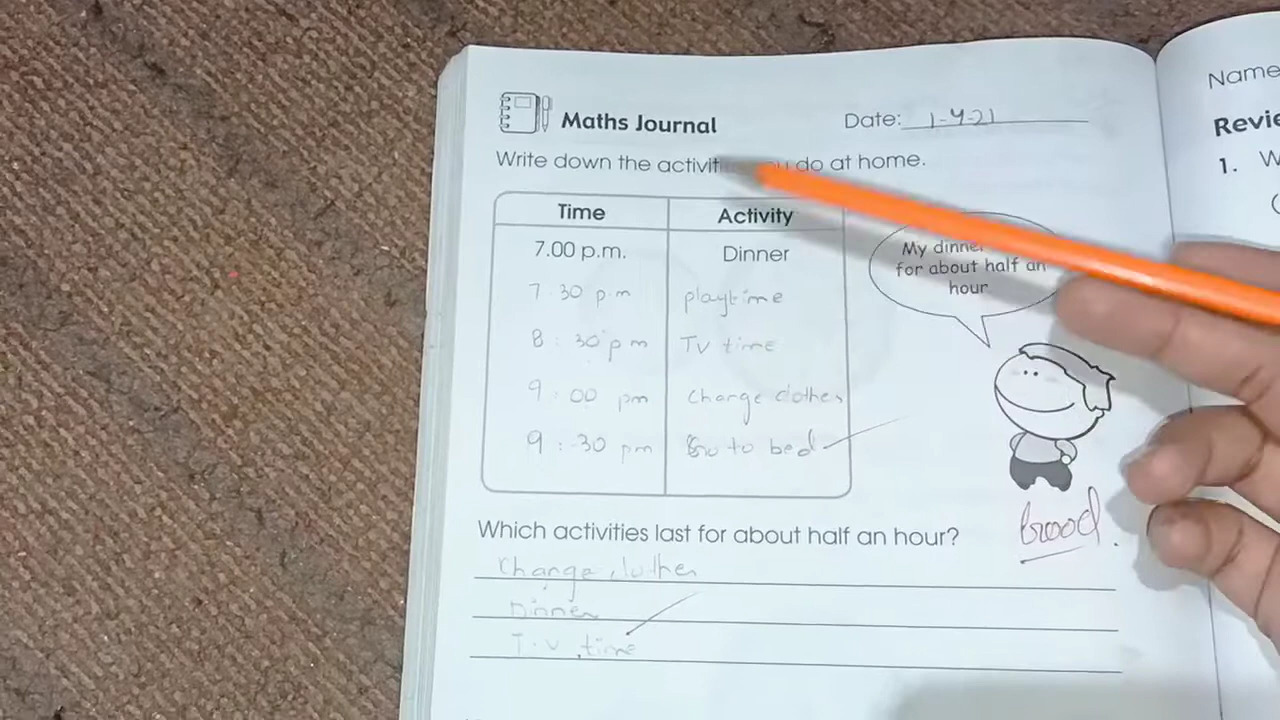 Maths Journal
Date: 1-4-21
Write down the activities you do at home.
Time Activity
7.00 p.m. Dinner
7.30 p.m playtime
8:30 pm TV time
9:00 pm Change clothes
9:30 pm Go to bed
My dinner
for about half an
hour
Good.
Which activities last for about half an hour?
Change clothes
Dinner
T.V time
Name
Revie
1. W